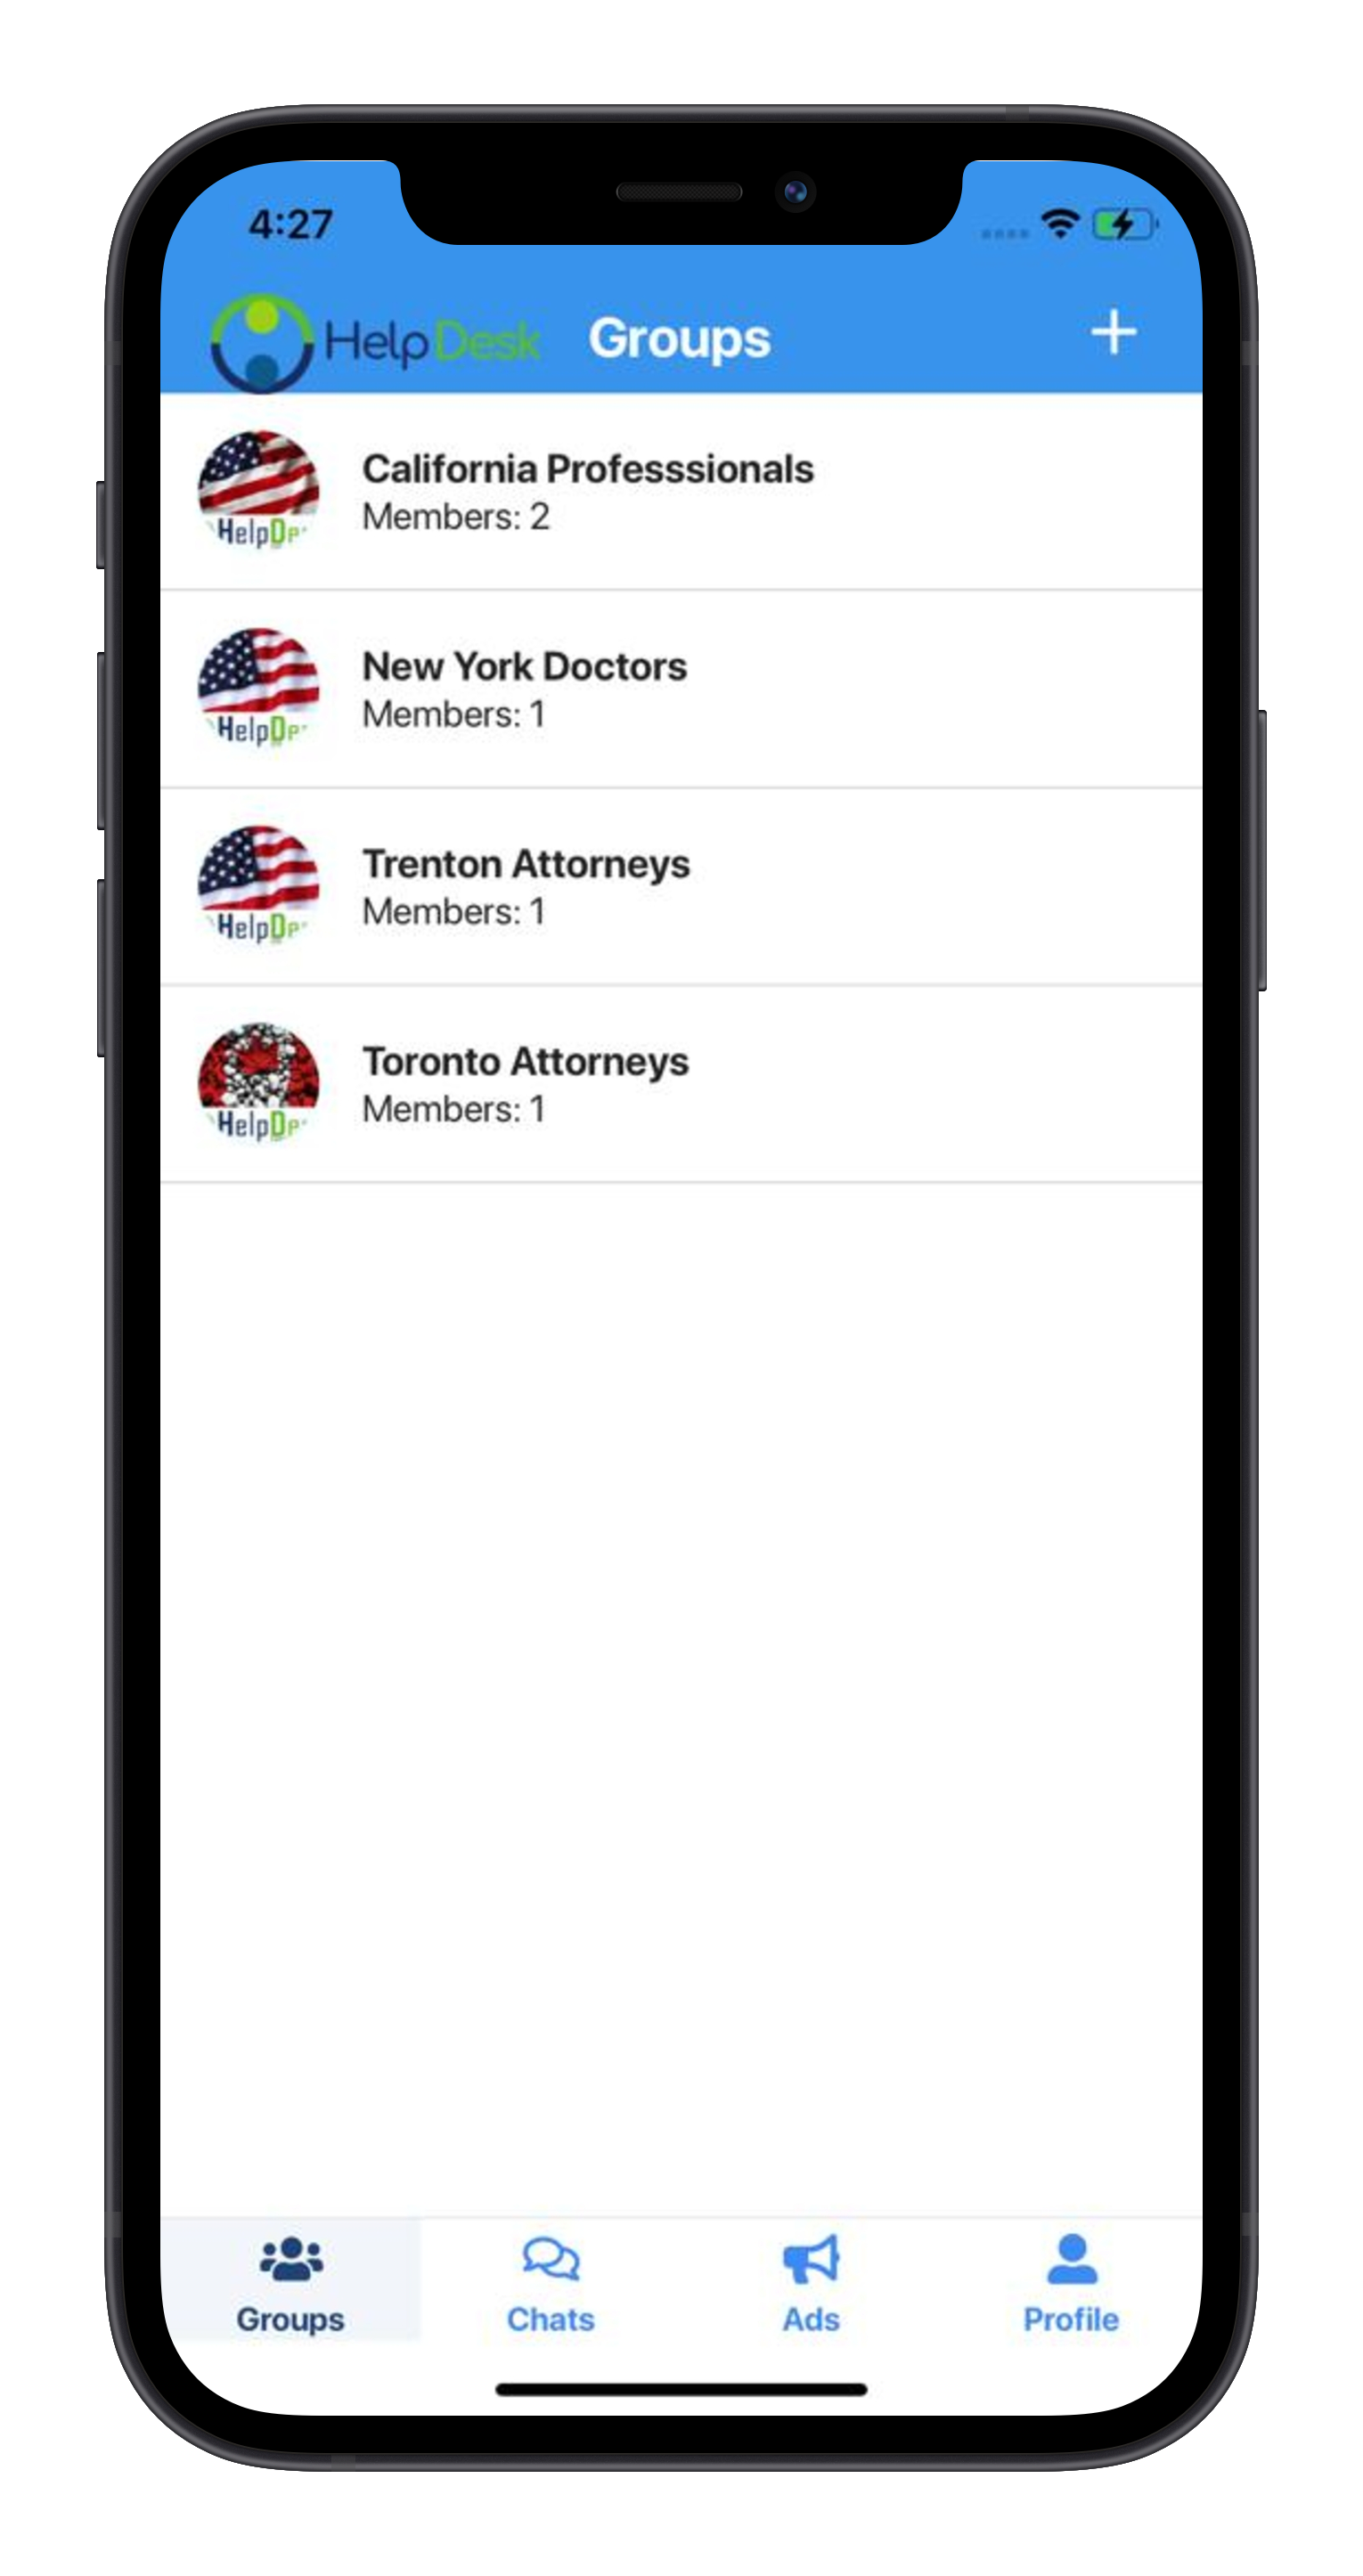 4:27
HelpDesk Groups
California Professsionals
Members: 2
HelpDe
New York Doctors
Members: 1
HelpDe
Trenton Attorneys
Members: 1
HelpDe
Toronto Attorneys
Members: 1
HelpDe
Groups Chats Ads Profile